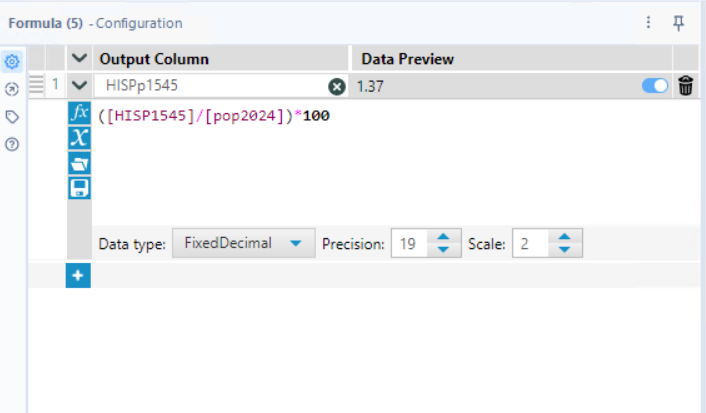 Formula (5) - Configuration
Output Column Data Preview
1 HISPp1545 1.37
fx ([HISP1545]/[pop2024])*100
X
Data type: FixedDecimal Precision: 19 Scale: 2
+